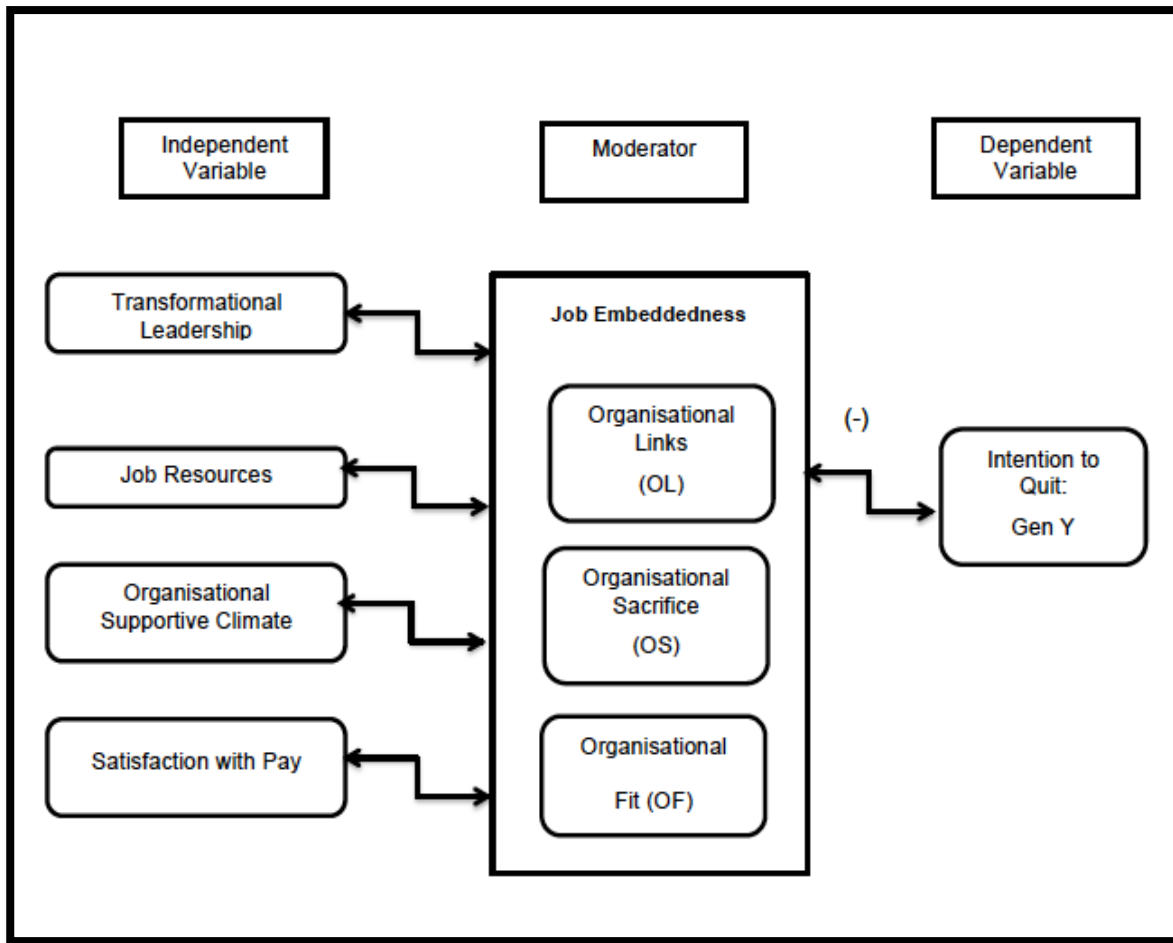 Independent
Variable
Moderator
Dependent
Variable
Transformational
Leadership
Job Resources
Organisational
Supportive Climate
Satisfaction with Pay
Job Embeddedness
Organisational
Links
(OL)
Organisational
Sacrifice
(OS)
Organisational
Fit (OF)
(-)
Intention to
Quit:
Gen Y